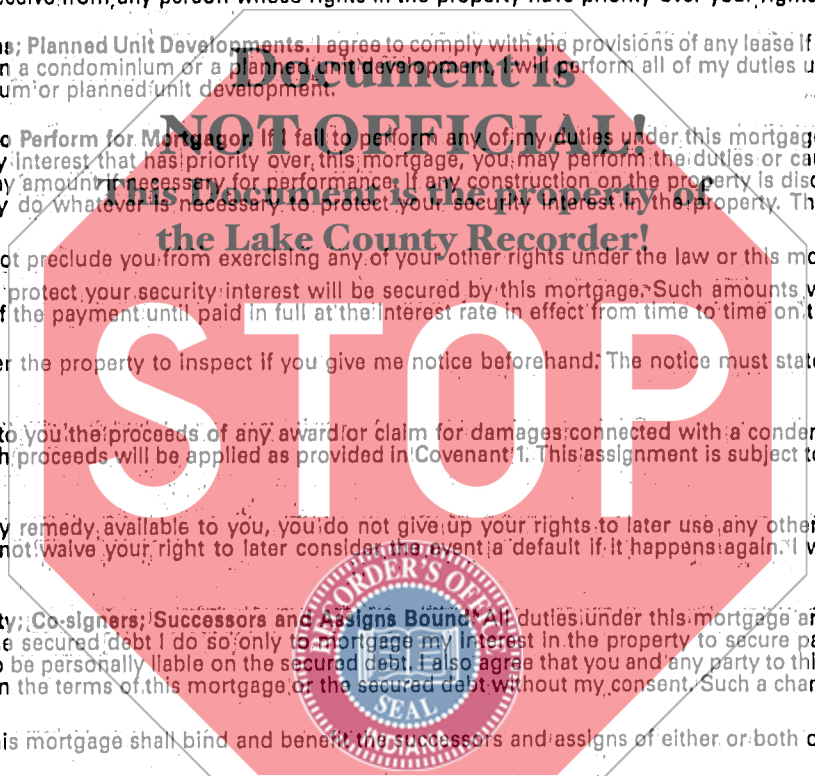 any person whose rights in the property have priority over your rights
s; Planned Unit Developments. I agree to comply with the provisions of any lease if
n a condominium or a planned unit development, I will perform all of my duties u
um or planned unit development.
Document is
NOT OFFICIAL!
This Document is the property of
the Lake County Recorder!
o Perform for Mortgagor. If I fail to perform any of my duties under this mortgag
y interest that has priority over this mortgage, you may perform the duties or cau
y amount necessary for performance. If any construction on the property is disc
y do whatever is necessary to protect your security interest in the property. Th
ot preclude you from exercising any of your other rights under the law or this mo
protect your security interest will be secured by this mortgage. Such amounts w
f the payment until paid in full at the interest rate in effect from time to time on t
er the property to inspect if you give me notice beforehand. The notice must state
STOP
to you the proceeds of any award or claim for damages connected with a conden
h proceeds will be applied as provided in Covenant 1. This assignment is subject to
y remedy available to you, you do not give up your rights to later use any other
not waive your right to later consider the event a default if it happens again. I w
ty; Co-signers; Successors and Assigns Bound. All duties under this mortgage ar
e secured debt I do so only to mortgage my interest in the property to secure pa
o be personally liable on the secured debt. I also agree that you and any party to thi
n the terms of this mortgage or the secured debt without my consent. Such a chan
is mortgage shall bind and benefit the successors and assigns of either or both o
RECORDER'S OFFICE
SEAL
INDIANA